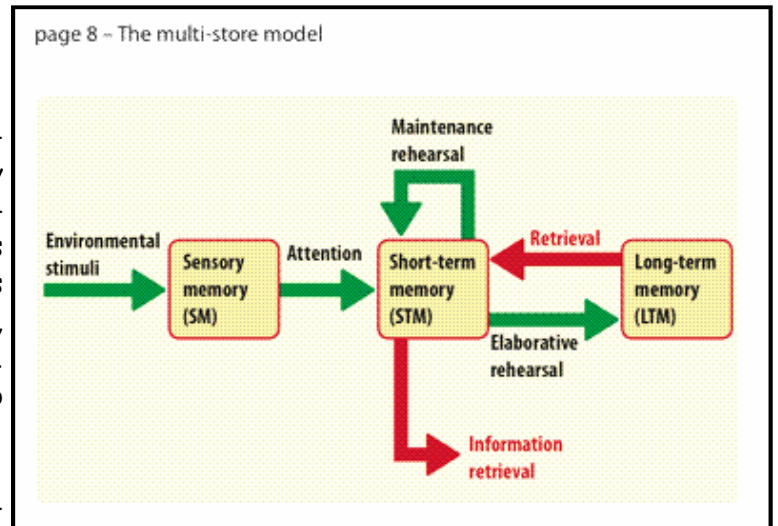 page 8 – The multi-store model
Maintenance
rehearsal
Environmental
stimuli
Sensory
memory
(SM)
Attention
Short-term
memory
(STM)
Retrieval
Long-term
memory
(LTM)
Elaborative
rehearsal
Information
retrieval